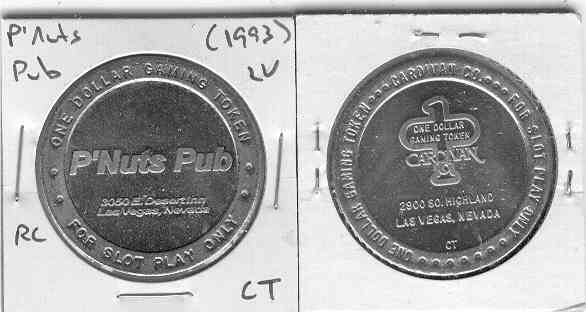 P'Nuts (1993)
Pub LV
ONE DOLLAR GAMING TOKEN
P'Nuts Pub
3050 E. Desert Inn
Las Vegas, Nevada
FOR SLOT PLAY ONLY
RC
CT
ONE DOLLAR GAMING TOKEN CARDIVAN CO. FOR SLOT PLAY ONLY
1
ONE DOLLAR
GAMING TOKEN
CARDIVAN
2900 SO. HIGHLAND
LAS VEGAS, NEVADA
CT